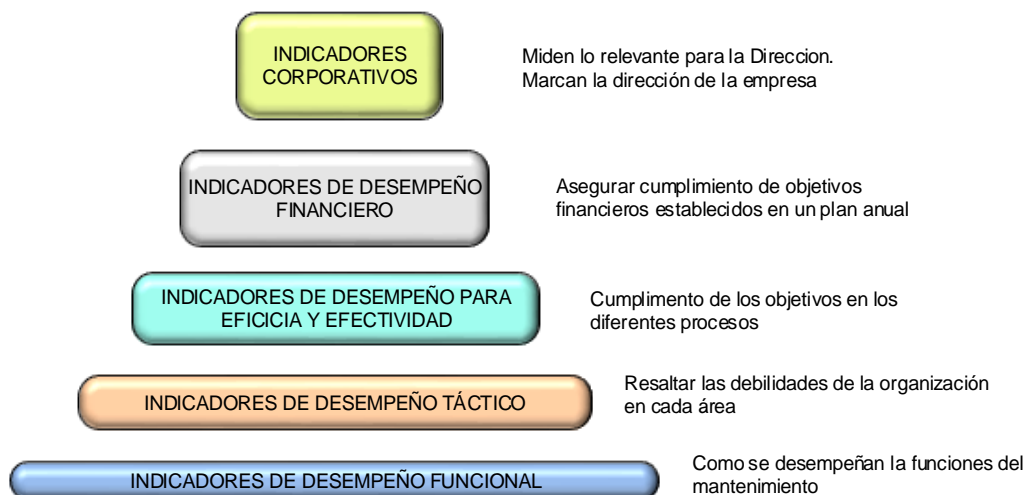 INDICADORES
CORPORATIVOS
Miden lo relevante para la Direccion.
Marcan la dirección de la empresa
INDICADORES DE DESEMPEÑO
FINANCIERO
Asegurar cumplimiento de objetivos
financieros establecidos en un plan anual
INDICADORES DE DESEMPEÑO PARA
EFICICIA Y EFECTIVIDAD
Cumplimento de los objetivos en los
diferentes procesos
INDICADORES DE DESEMPEÑO TÁCTICO
Resaltar las debilidades de la organización
en cada área
INDICADORES DE DESEMPEÑO FUNCIONAL
Como se desempeñan la funciones del
mantenimiento